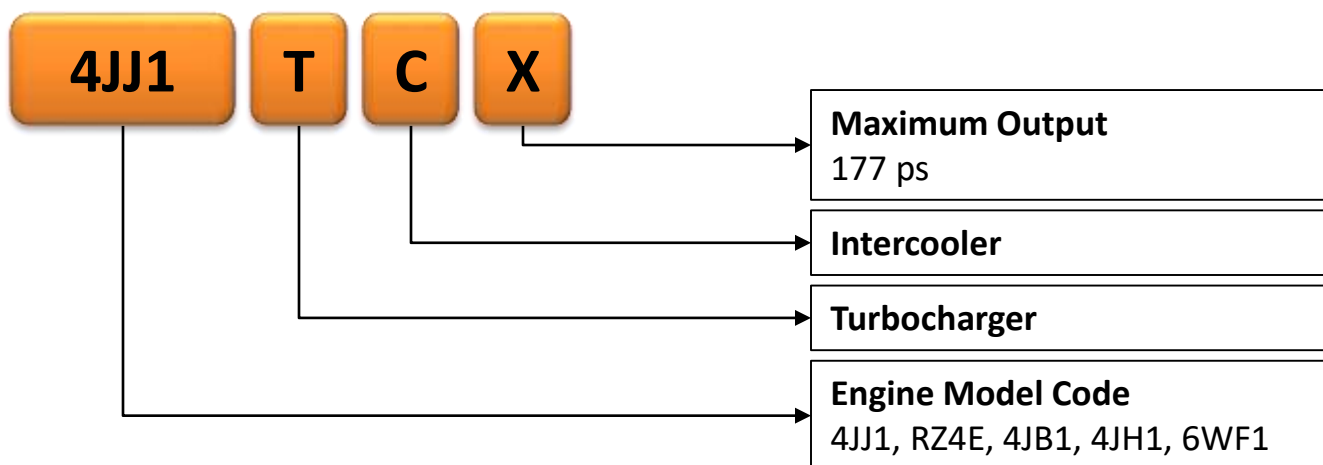 4JJ1 T C X
Maximum Output
177 ps
Intercooler
Turbocharger
Engine Model Code
4JJ1, RZ4E, 4JB1, 4JH1, 6WF1